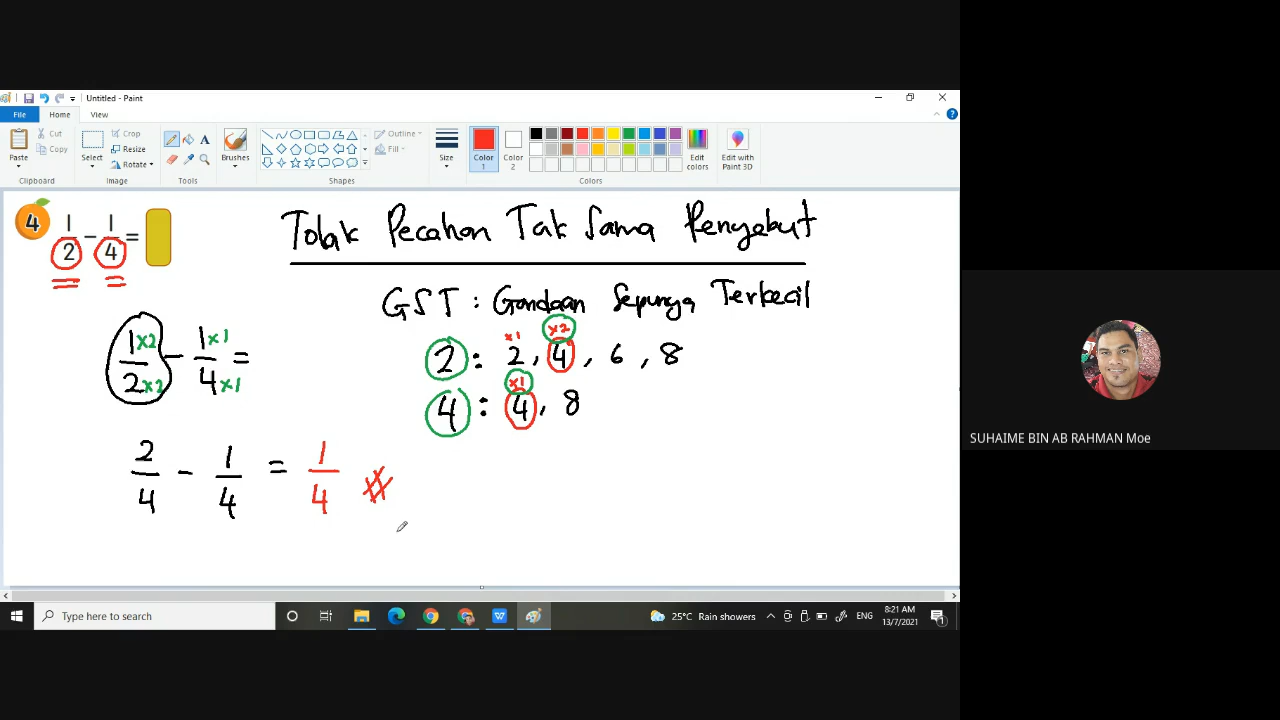 Untitled - Paint
File Home View
Paste Cut Copy Clipboard
Select Crop Resize Rotate Image
A Tools
Brushes
Outline Fill Shapes
Size
Color 1 Color 2 Edit colors Edit with Paint 3D Colors
4 1/2 - 1/4 =
Tolak Pecahan Tak Sama Penyebut
GST : Gandaan Sepunya Terkecil
1×2/2×2 - 1×1/4×1 =
×1 ×2
2 : 2, 4, 6, 8
×1
4 : 4, 8
2/4 - 1/4 = 1/4
SUHAIME BIN AB RAHMAN Moe
Type here to search
25°C Rain showers ENG 8:21 AM 13/7/2021 1